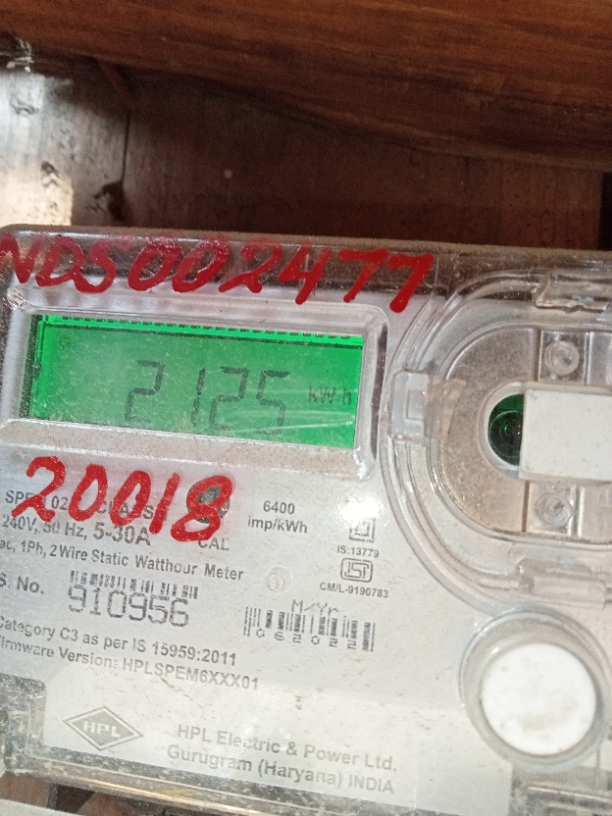 NDS002477
2125 kWh
20018
6400
imp/kWh
240V, 50 Hz, 5-30A
CAL
IS:13779
ac, 1Ph, 2 Wire Static Watthour Meter
S. No.
910956
CM/L-9190783
M/Yr
062022
Category C3 as per IS 15959:2011
Firmware Version: HPLSPEM6XXX01
HPL
HPL Electric & Power Ltd.
Gurugram (Haryana) INDIA